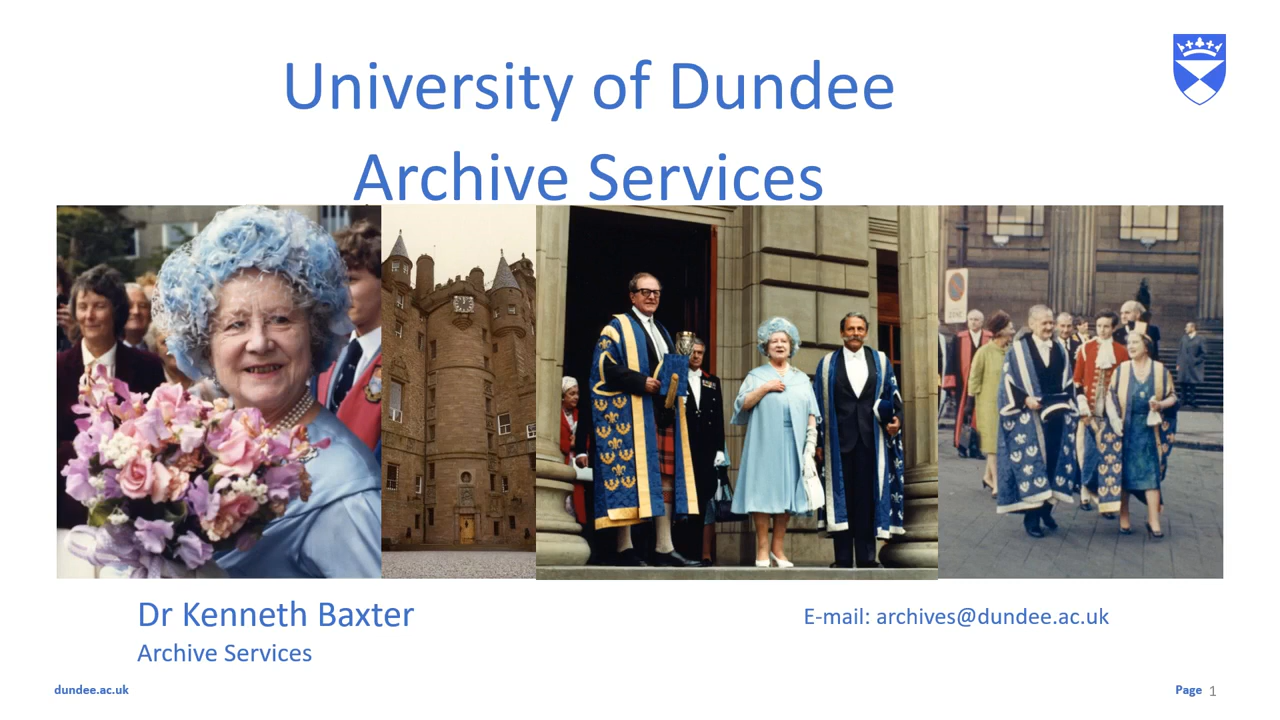 University of Dundee
Archive Services
Dr Kenneth Baxter
Archive Services
E-mail: archives@dundee.ac.uk
dundee.ac.uk
Page 1